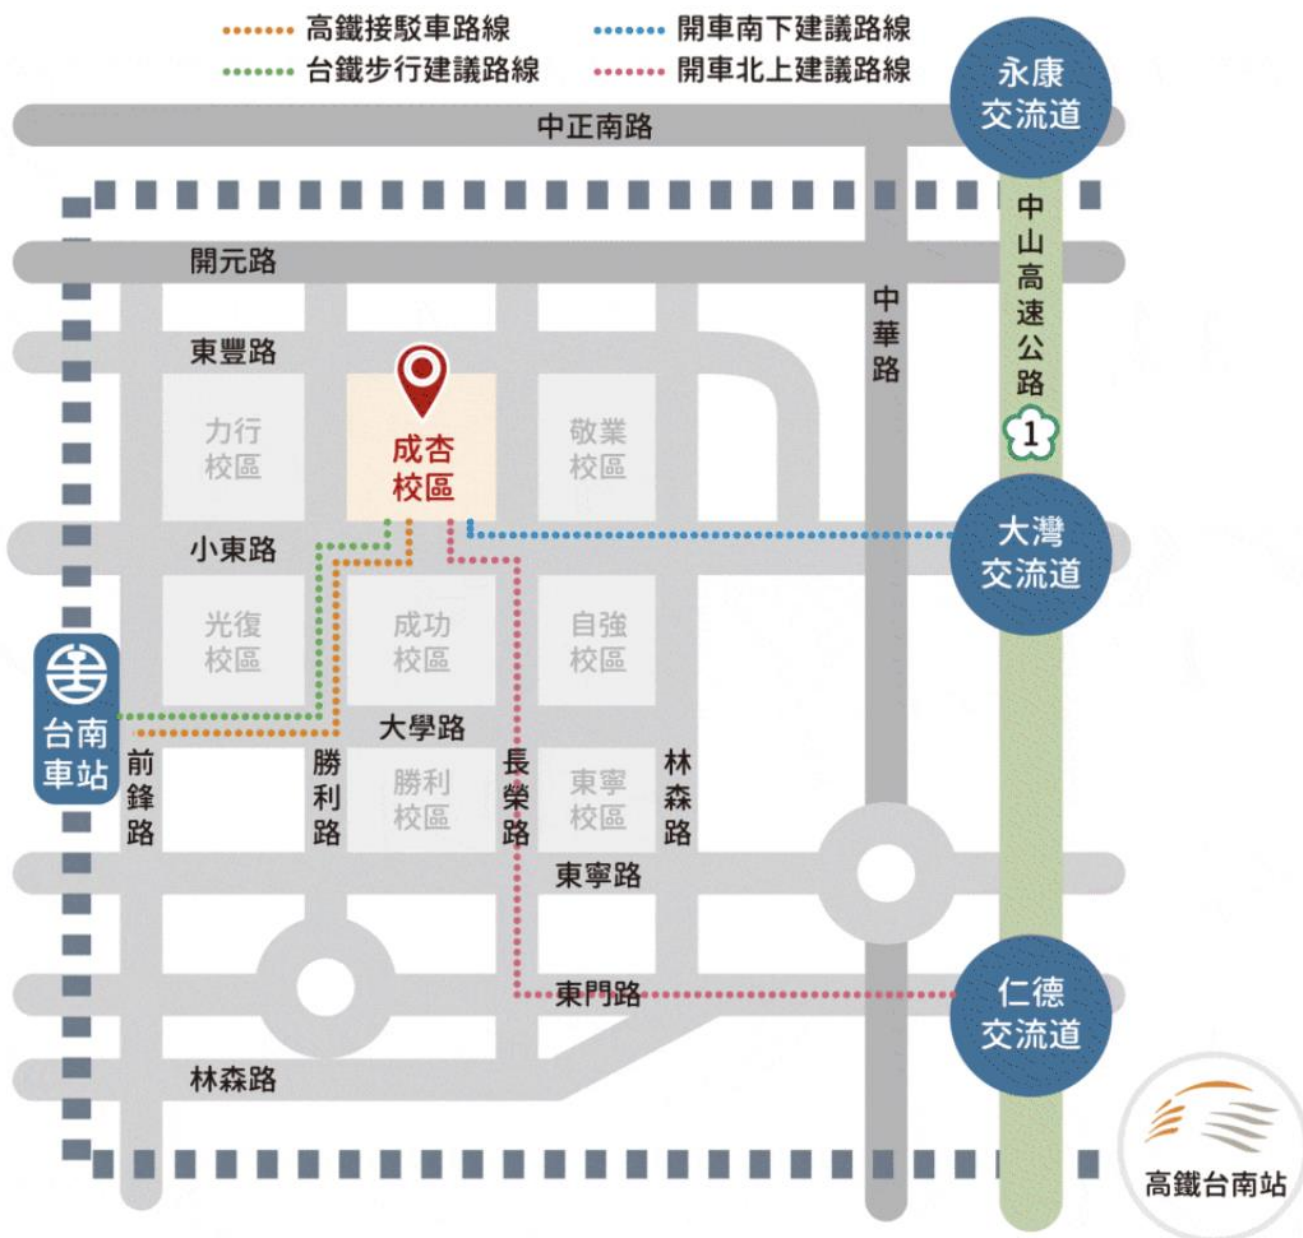 高鐵接駁車路線
開車南下建議路線
台鐵步行建議路線
開車北上建議路線
永康
交流道
中正南路
中山高速公路
開元路
中華路
東豐路
力行
校區
成杏
校區
敬業
校區
1
小東路
大灣
交流道
光復
校區
成功
校區
自強
校區
台南
車站
大學路
前鋒路
勝利路
勝利
校區
長榮路
東寧
校區
林森路
東寧路
東門路
仁德
交流道
林森路
高鐵台南站